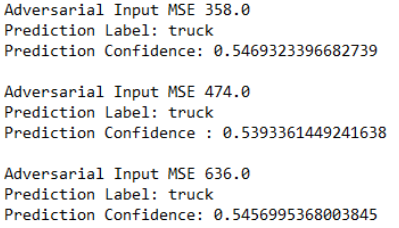 Adversarial Input MSE 358.0
Prediction Label: truck
Prediction Confidence: 0.5469323396682739
Adversarial Input MSE 474.0
Prediction Label: truck
Prediction Confidence : 0.5393361449241638
Adversarial Input MSE 636.0
Prediction Label: truck
Prediction Confidence: 0.5456995368003845